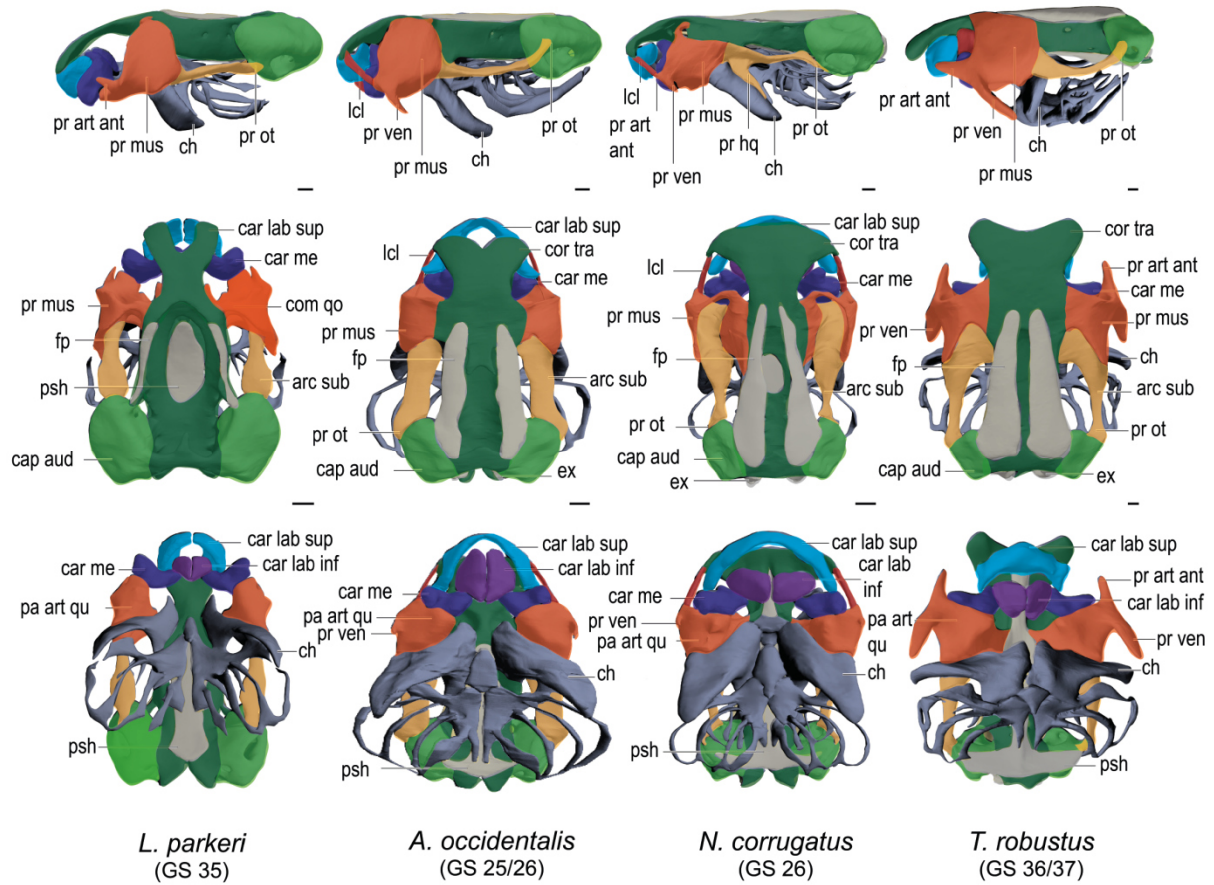 pr art ant
pr mus
ch
pr ot
lcl
pr ven
pr mus
ch
pr ot
lcl
pr art
ant
pr ven
pr mus
pr hq
ch
pr ot
pr art ant
pr ven
pr mus
ch
pr ot
car lab sup
car me
pr mus
com qo
fp
psh
arc sub
cap aud
car lab sup
lcl
cor tra
car me
pr mus
fp
arc sub
pr ot
cap aud
ex
car lab sup
cor tra
lcl
car me
pr mus
fp
arc sub
pr ot
cap aud
ex
cor tra
pr art ant
car me
pr ven
pr mus
fp
ch
arc sub
pr ot
cap aud
ex
car lab sup
car me
car lab inf
pa art qu
ch
psh
car lab sup
car lab inf
car me
pa art qu
pr ven
ch
psh
car lab sup
car lab
inf
car me
pr ven
pa art qu
ch
psh
car lab sup
pr art ant
car lab inf
pa art
qu
pr ven
ch
psh
L. parkeri
(GS 35)
A. occidentalis
(GS 25/26)
N. corrugatus
(GS 26)
T. robustus
(GS 36/37)